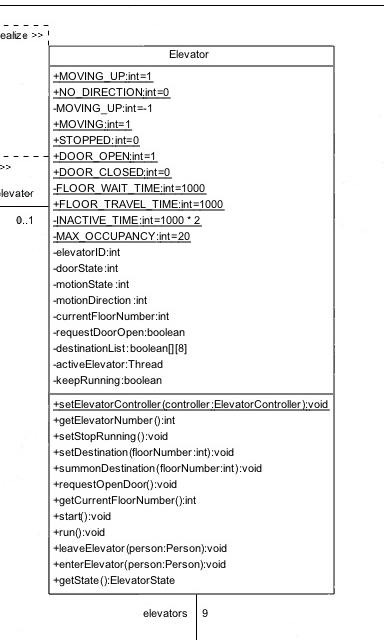 ealize >>
Elevator
+MOVING_UP:int=1
+NO_DIRECTION:int=0
-MOVING_UP:int=-1
+MOVING:int=1
+STOPPED:int=0
+DOOR_OPEN:int=1
+DOOR_CLOSED:int=0
-FLOOR_WAIT_TIME:int=1000
+FLOOR_TRAVEL_TIME:int=1000
-INACTIVE_TIME:int=1000 * 2
-MAX_OCCUPANCY:int=20
-elevatorID:int
-doorState:int
-motionState:int
-motionDirection:int
-currentFloorNumber:int
-requestDoorOpen:boolean
-destinationList:boolean[][8]
-activeElevator:Thread
-keepRunning:boolean
+setElevatorController(controller:ElevatorController):void
+getElevatorNumber():int
+setStopRunning():void
+setDestination(floorNumber:int):void
+summonDestination(floorNumber:int):void
+requestOpenDoor():void
+getCurrentFloorNumber():int
+start():void
+run():void
+leaveElevator(person:Person):void
+enterElevator(person:Person):void
+getState():ElevatorState
>>
elevator
0..1
elevators 9